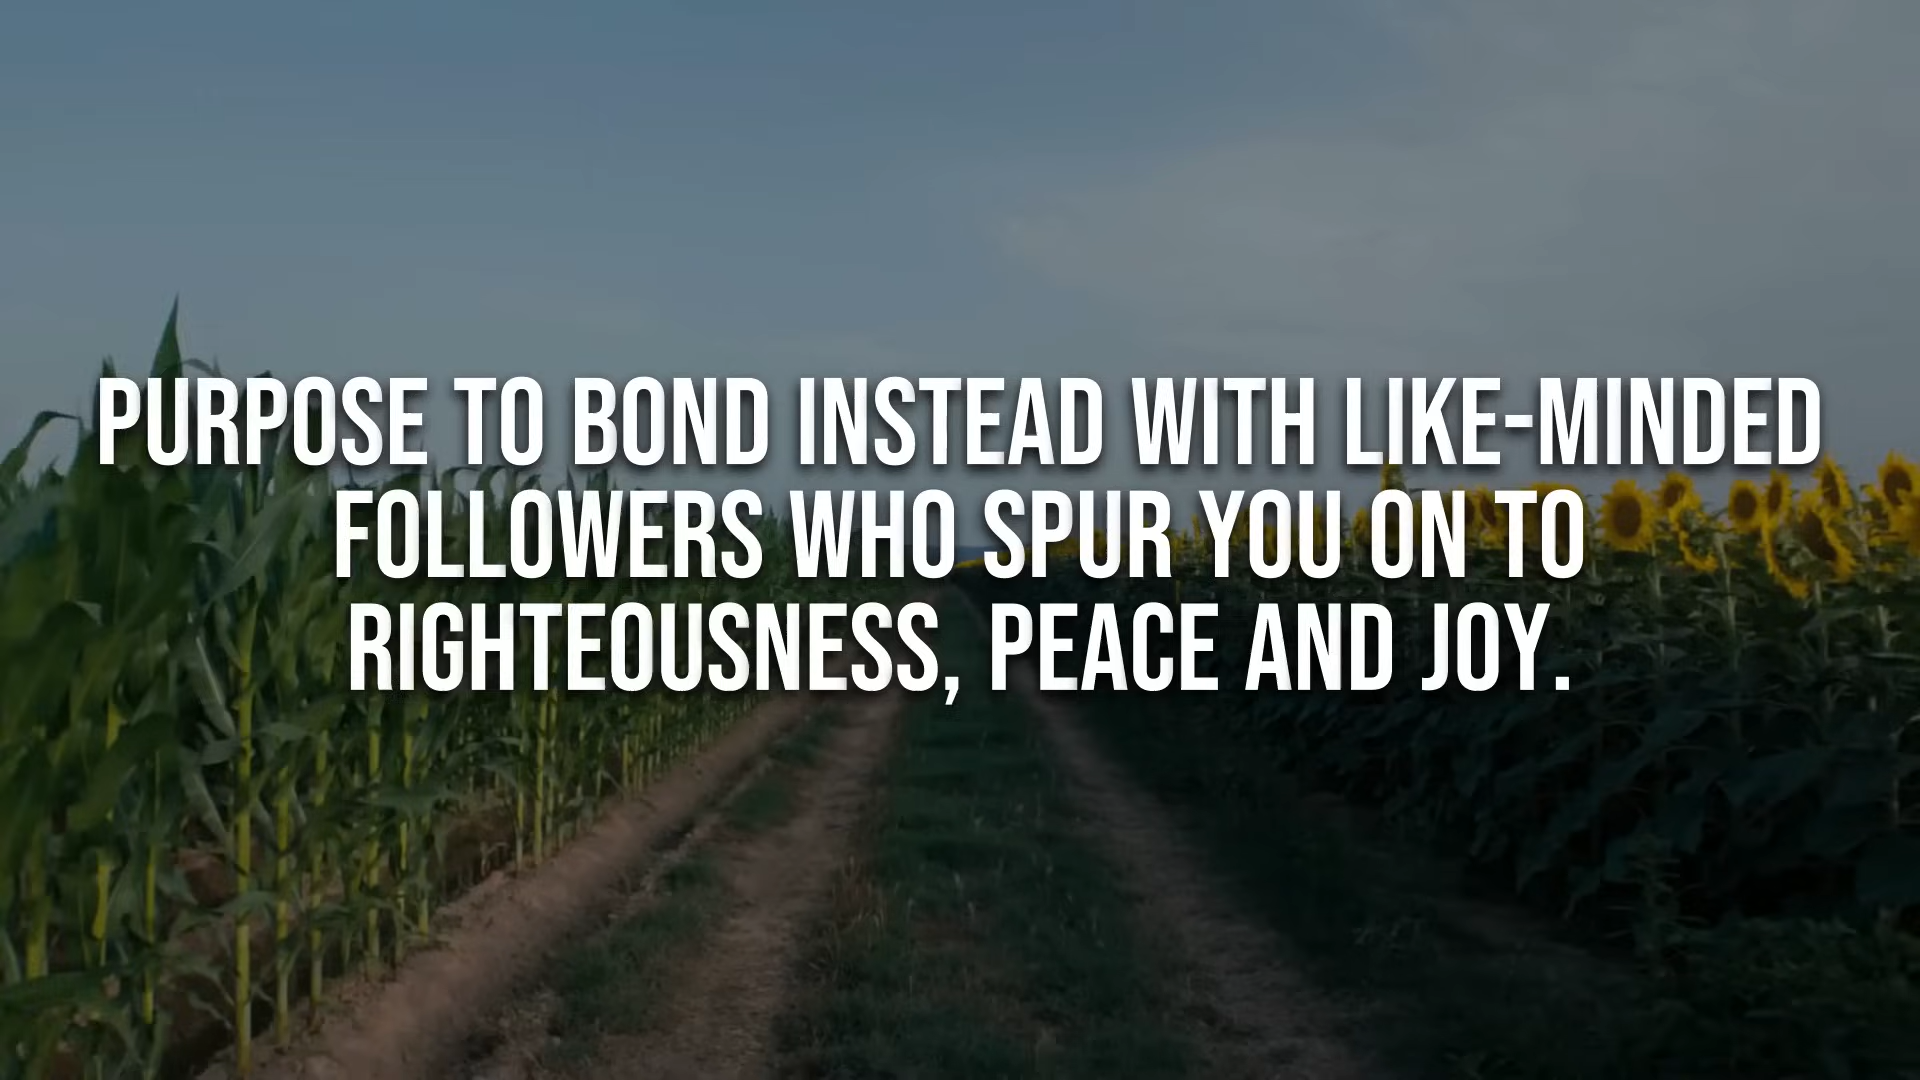 PURPOSE TO BOND INSTEAD WITH LIKE-MINDED
FOLLOWERS WHO SPUR YOU ON TO
RIGHTEOUSNESS, PEACE AND JOY.